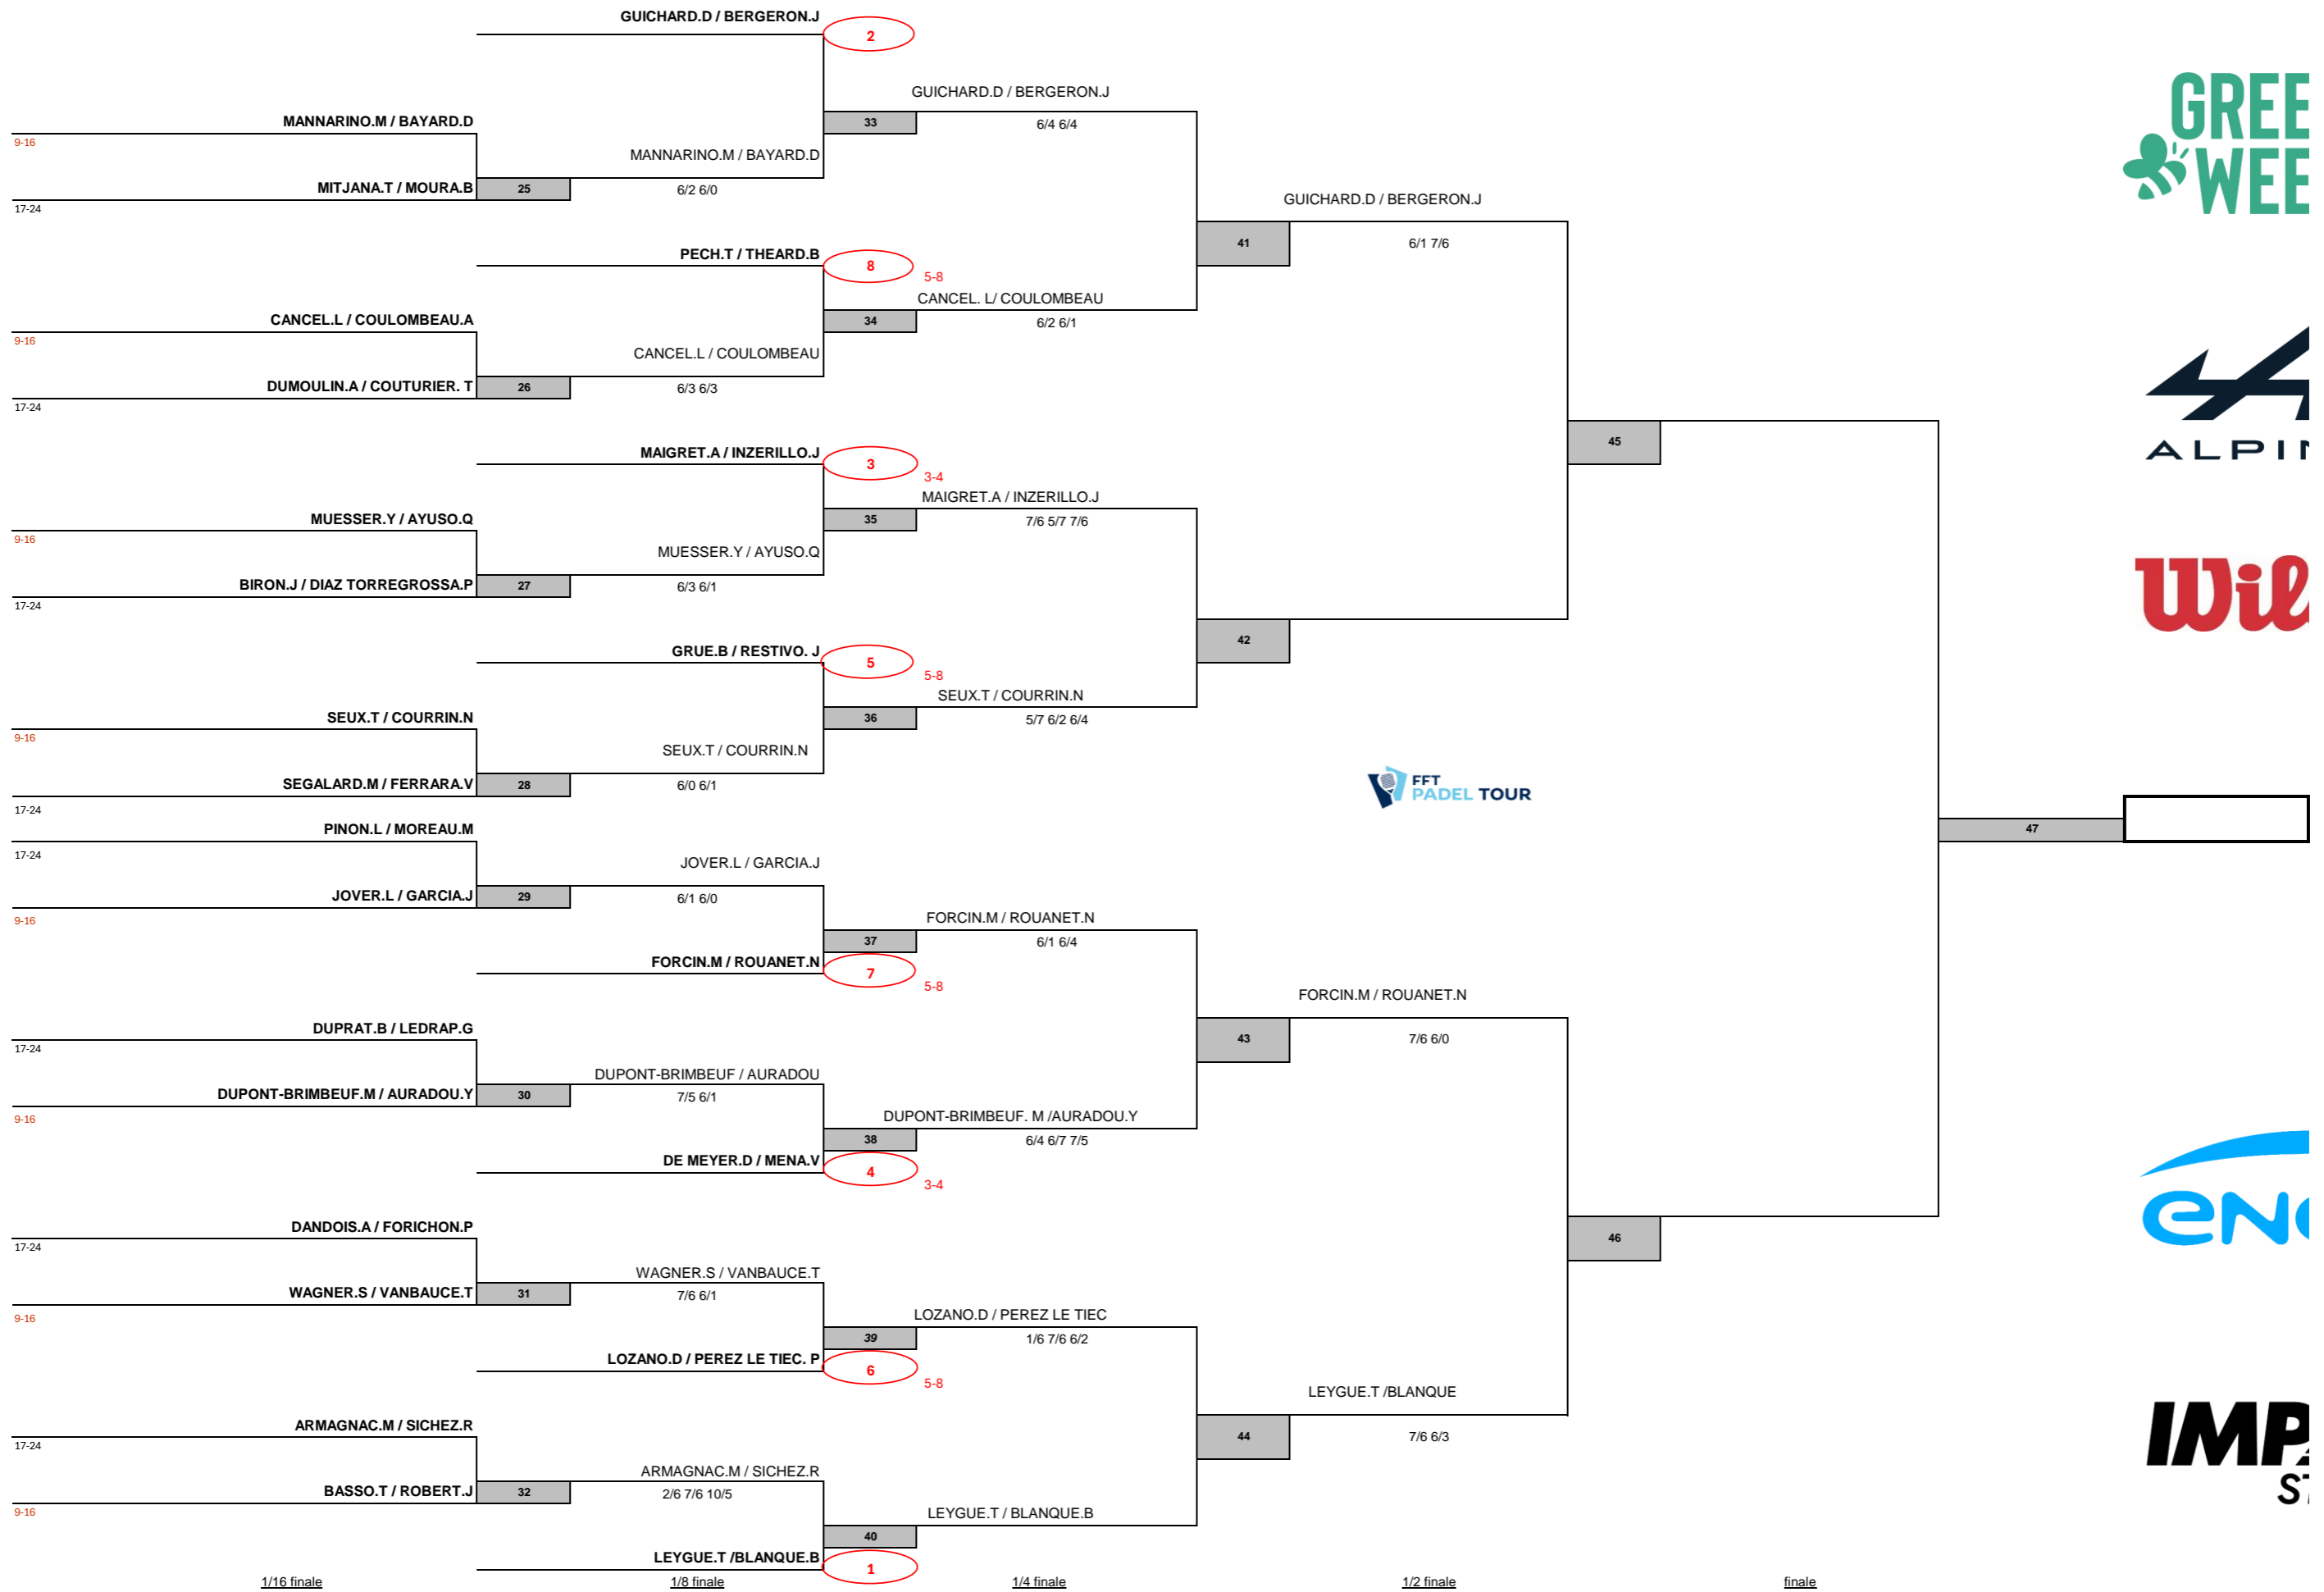 GUICHARD.D / BERGERON.J
2
GUICHARD.D / BERGERON.J
MANNARINO.M / BAYARD.D
33
6/4 6/4
9-16
MANNARINO.M / BAYARD.D
MITJANA.T / MOURA.B
25
6/2 6/0
17-24
GUICHARD.D / BERGERON.J
41
6/1 7/6
PECH.T / THEARD.B
8
5-8
CANCEL. L/ COULOMBEAU
CANCEL.L / COULOMBEAU.A
34
6/2 6/1
9-16
CANCEL.L / COULOMBEAU
DUMOULIN.A / COUTURIER. T
26
6/3 6/3
17-24
45
MAIGRET.A / INZERILLO.J
3
3-4
MAIGRET.A / INZERILLO.J
MUESSER.Y / AYUSO.Q
35
7/6 5/7 7/6
9-16
MUESSER.Y / AYUSO.Q
BIRON.J / DIAZ TORREGROSSA.P
27
6/3 6/1
17-24
42
GRUE.B / RESTIVO. J
5
5-8
SEUX.T / COURRIN.N
SEUX.T / COURRIN.N
36
5/7 6/2 6/4
9-16
SEUX.T / COURRIN.N
SEGALARD.M / FERRARA.V
28
6/0 6/1
17-24
FFT
PADEL TOUR
PINON.L / MOREAU.M
47
17-24
JOVER.L / GARCIA.J
JOVER.L / GARCIA.J
29
6/1 6/0
9-16
FORCIN.M / ROUANET.N
37
6/1 6/4
FORCIN.M / ROUANET.N
7
5-8
FORCIN.M / ROUANET.N
DUPRAT.B / LEDRAP.G
43
7/6 6/0
17-24
DUPONT-BRIMBEUF / AURADOU
DUPONT-BRIMBEUF.M / AURADOU.Y
30
7/5 6/1
9-16
DUPONT-BRIMBEUF. M /AURADOU.Y
38
6/4 6/7 7/5
DE MEYER.D / MENA.V
4
3-4
DANDOIS.A / FORICHON.P
46
17-24
WAGNER.S / VANBAUCE.T
WAGNER.S / VANBAUCE.T
31
7/6 6/1
9-16
LOZANO.D / PEREZ LE TIEC
39
1/6 7/6 6/2
LOZANO.D / PEREZ LE TIEC. P
6
5-8
LEYGUE.T /BLANQUE
ARMAGNAC.M / SICHEZ.R
44
7/6 6/3
17-24
ARMAGNAC.M / SICHEZ.R
BASSO.T / ROBERT.J
32
2/6 7/6 10/5
9-16
LEYGUE.T / BLANQUE.B
40
LEYGUE.T /BLANQUE.B
1
1/16 finale
1/8 finale
1/4 finale
1/2 finale
finale
GREE
WEE
ALPI
Wil
eN
IMP
ST